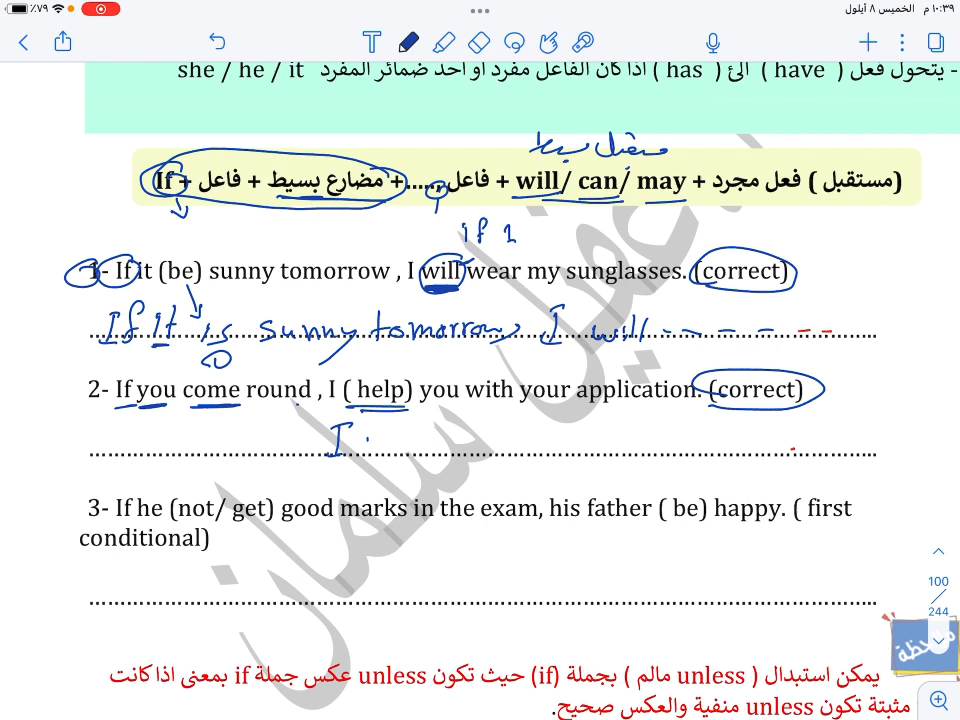 ١٠:٣٩ م الخميس ٨ أيلول
٪٧٩
- يتحول فعل ( have ) الئ ( has ) اذا كان الفاعل مفرد او احد ضمائر المفرد she / he / it
مستقبل بسيط
If + مضارع بسيط + فاعل +....., فاعل + will/ can/ may + فعل مجرد ( مستقبل)
if 1
1- If it (be) sunny tomorrow , I will wear my sunglasses. (correct)
If it is sunny tomorrow, I will - - - - - -
2- If you come round , I ( help) you with your application. (correct)
I
3- If he (not/ get) good marks in the exam, his father ( be) happy. ( first
conditional)
100
244
ملاحظة
يمكن استبدال ( unless مالم ) بجملة (if) حيث تكون unless عكس جملة if بمعنى اذا كانت
مثبتة تكون unless منفية والعكس صحيح.